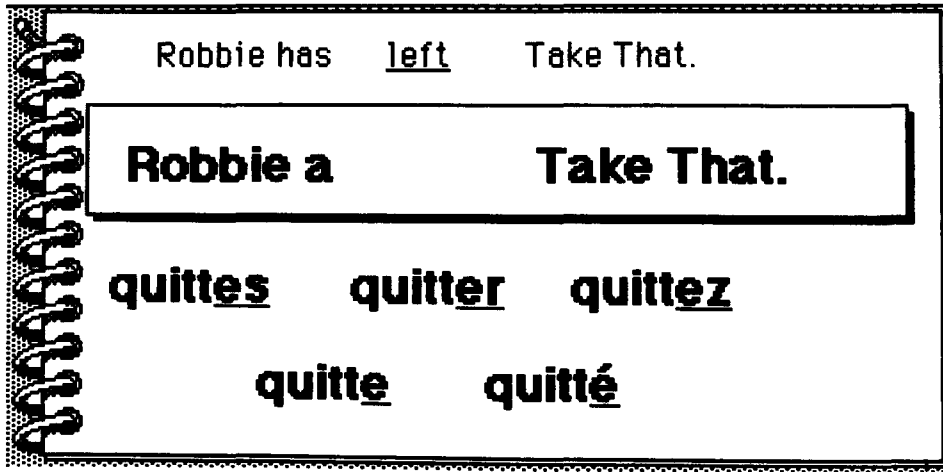 Robbie has left Take That.
Robbie a Take That.
quittes quitter quittez
quitte quitté